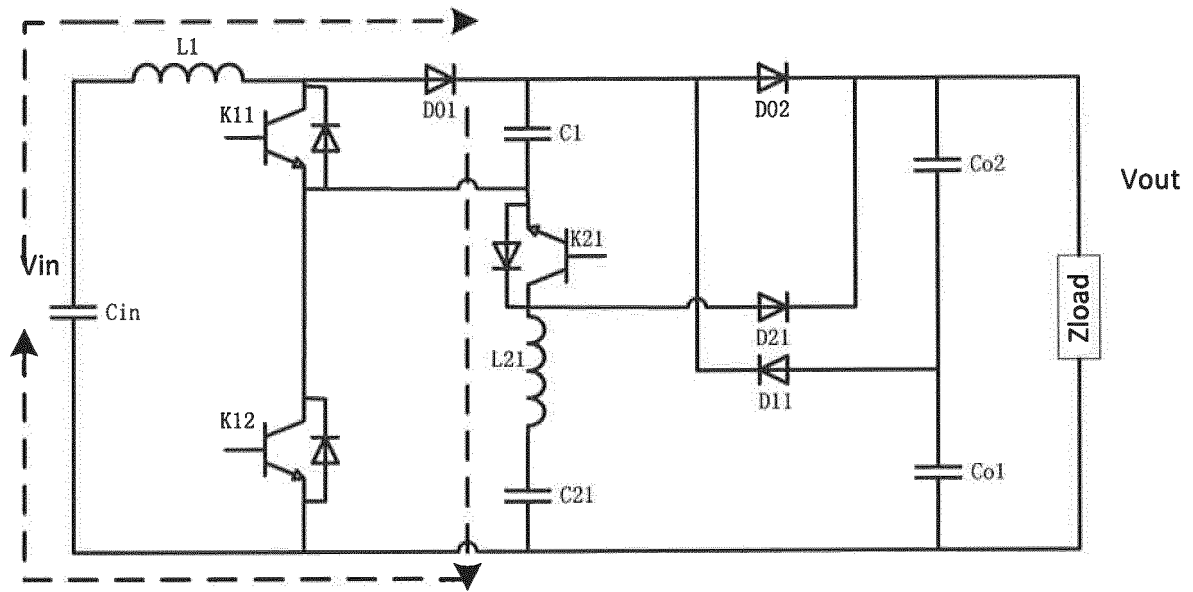 L1
K11
D01
C1
D02
Co2
Vout
K21
Vin
Cin
D21
L21
D11
Zload
K12
C21
Co1